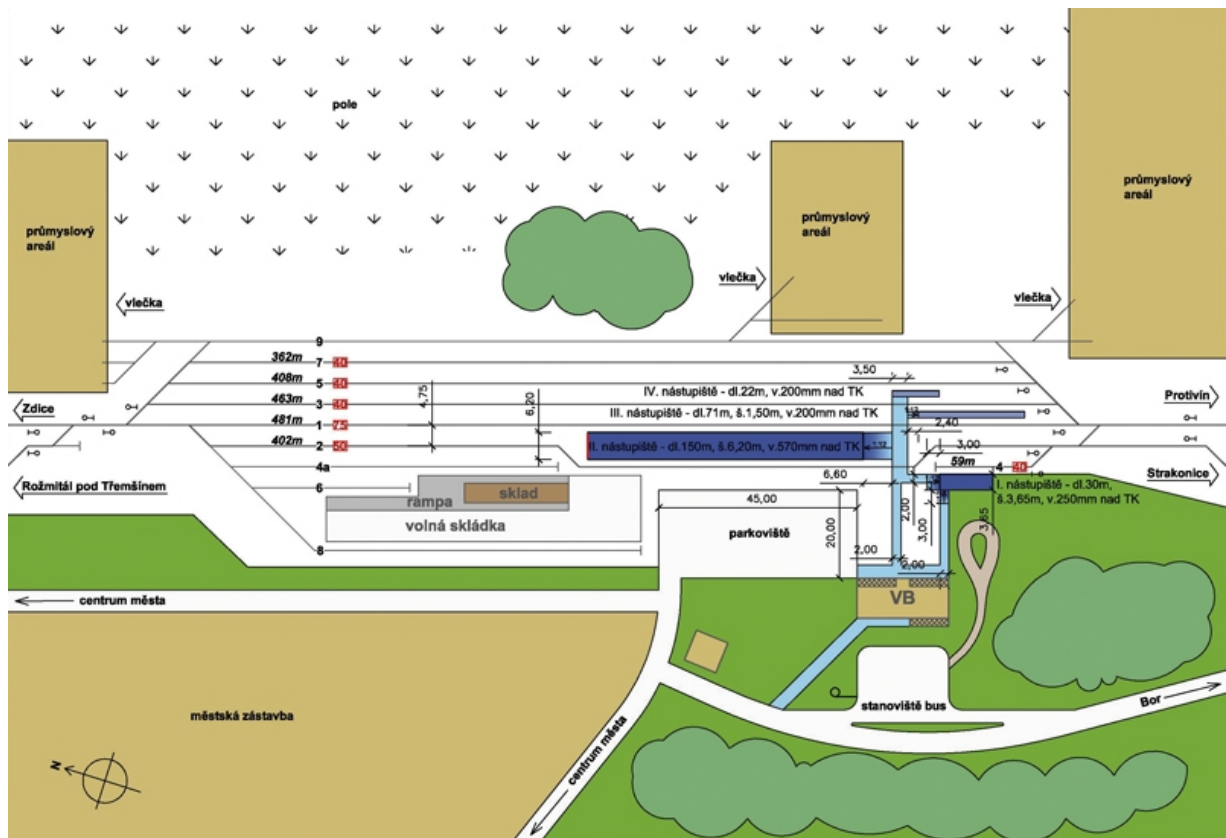 pole
průmyslový
areál
průmyslový
areál
průmyslový
areál
vlečka
vlečka
vlečka
9
362m
7
40
408m
5
40
463m
3
40
481m
1
75
402m
2
50
4a
6
8
4,75
6,20
3,50
IV. nástupiště - dl.22m, v.200mm nad TK
III. nástupiště - dl.71m, š.1,50m, v.200mm nad TK
2,40
II. nástupiště - dl.150m, š.6,20m, v.570mm nad TK
1:12
3,00
59m
4
40
I. nástupiště - dl.30m,
š.3,65m, v.250mm nad TK
Zdice
Protivín
Rožmitál pod Třemšínem
Strakonice
sklad
rampa
volná skládka
6,60
45,00
20,00
parkoviště
2,00
3,00
3,65
2,00
2,00
VB
centrum města
městská zástavba
centrum města
stanoviště bus
Bor
N